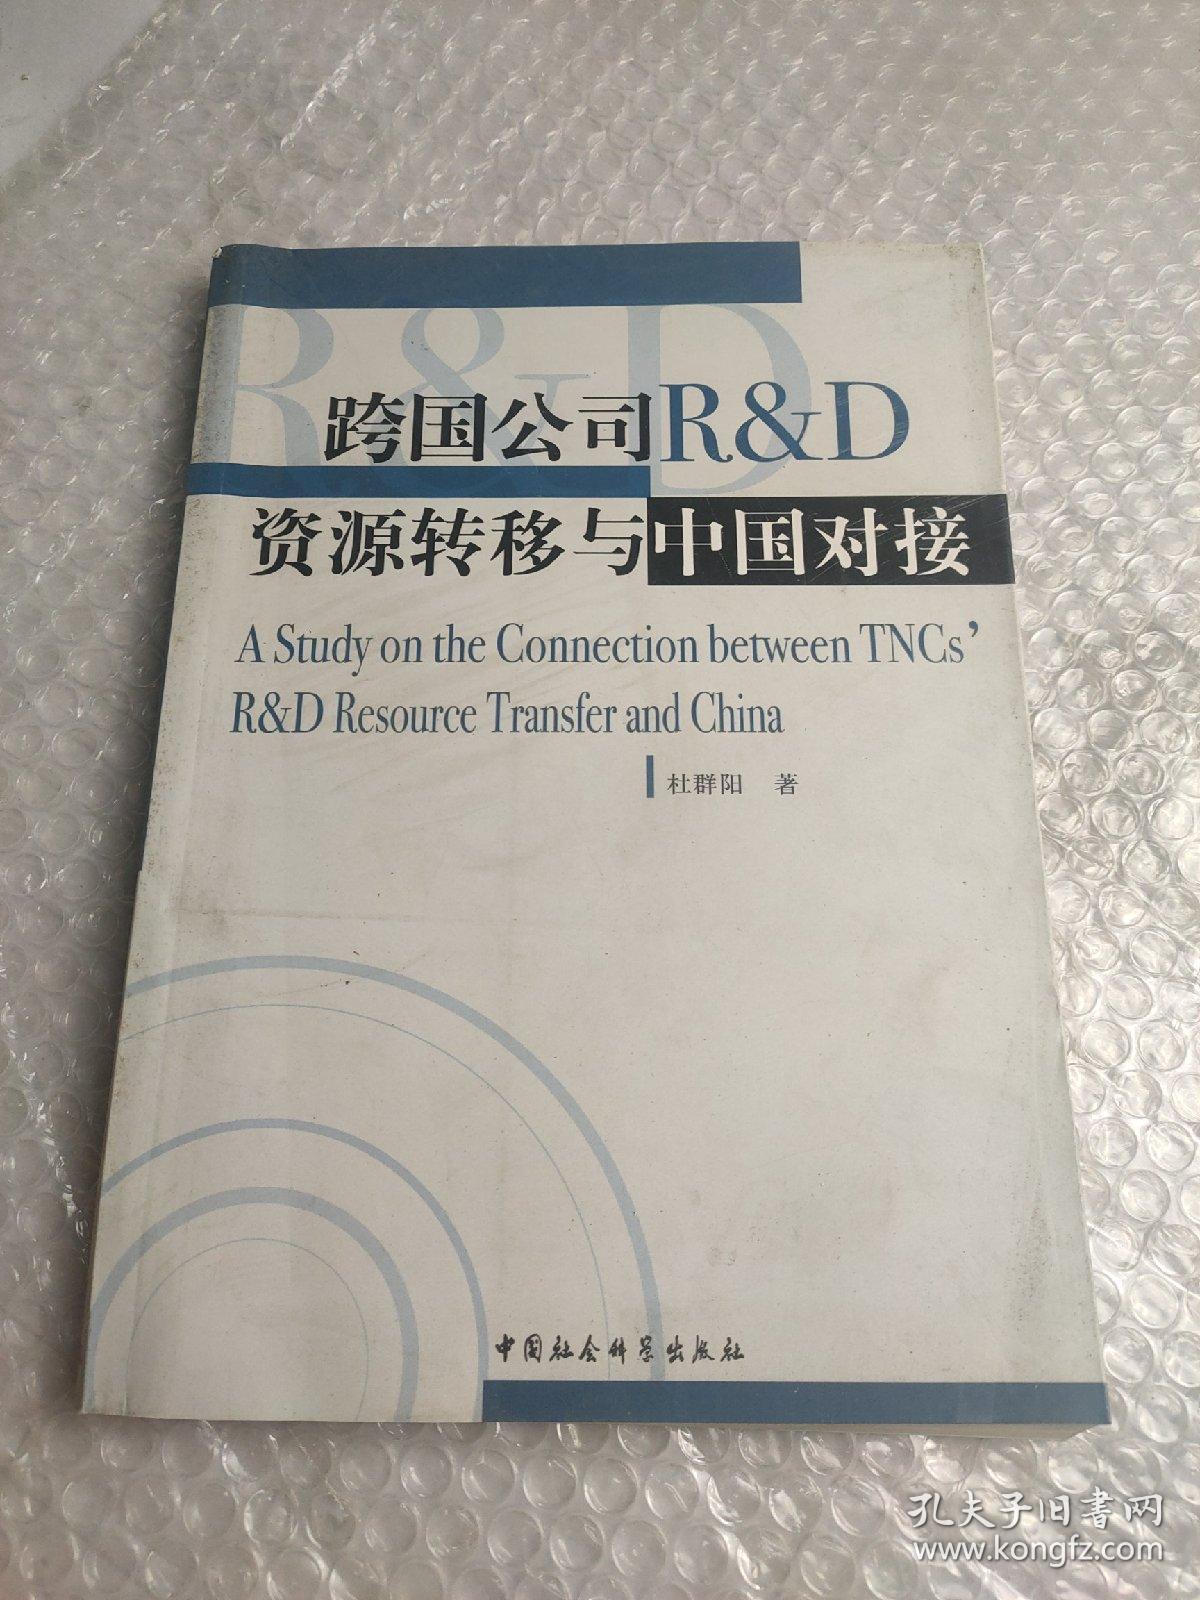 R&D
跨国公司R&D
资源转移与中国对接
A Study on the Connection between TNCs'
R&D Resource Transfer and China
杜群阳 著
中国社会科学出版社
孔夫子旧書网
www.kongfz.com